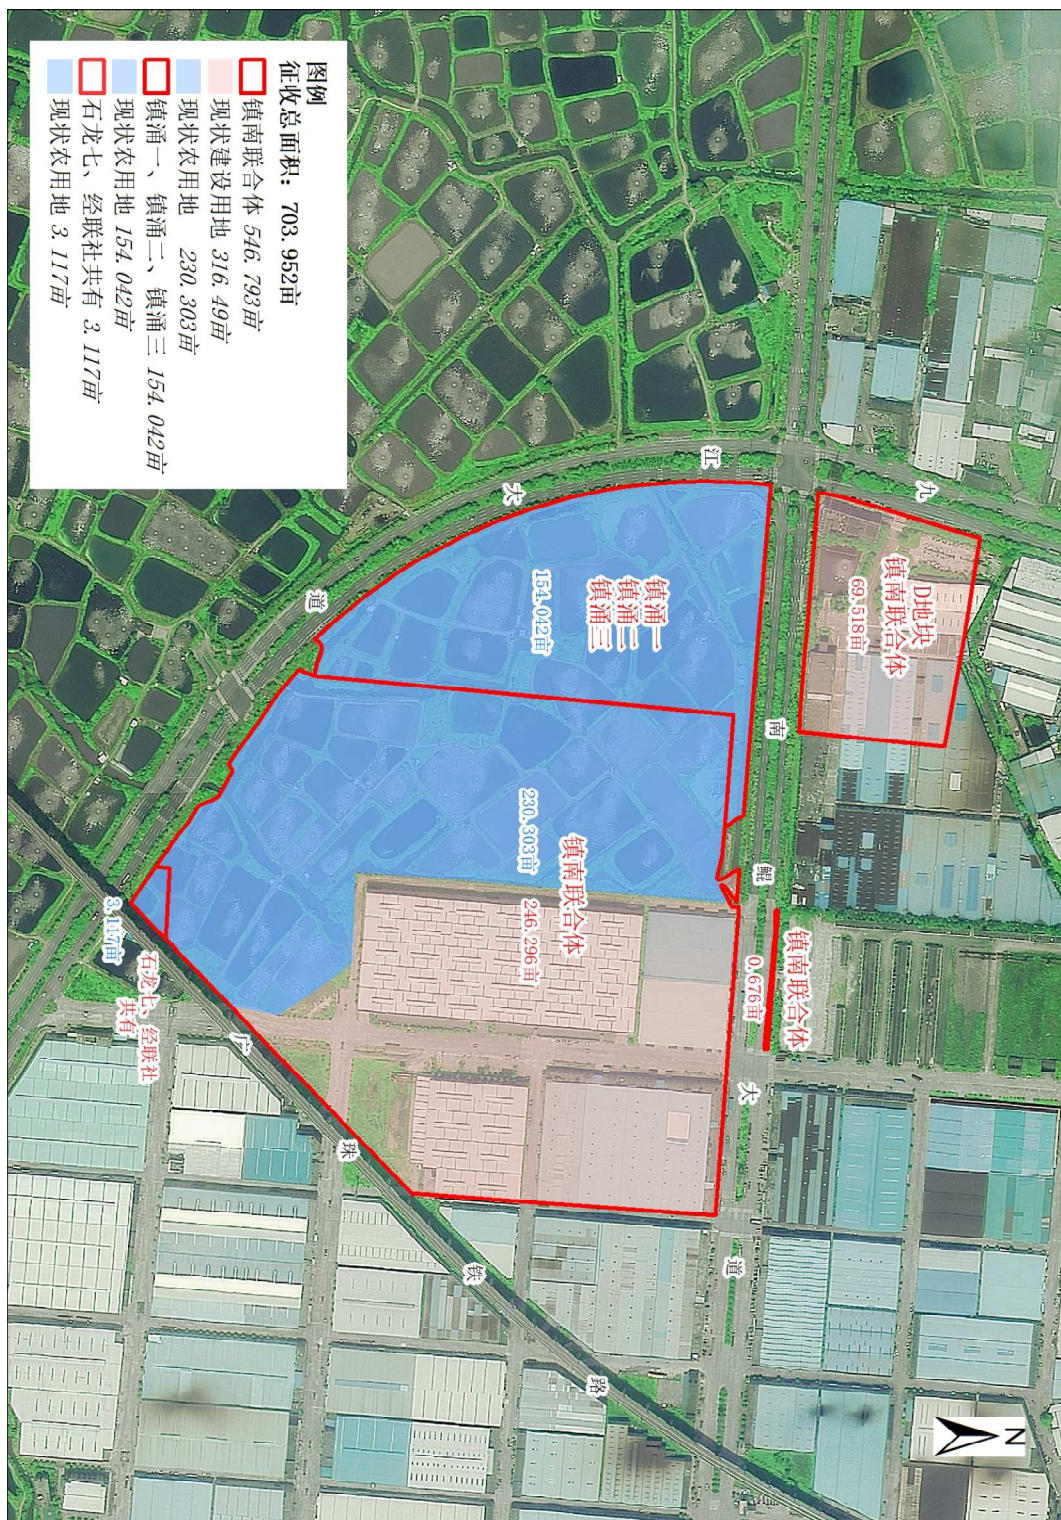 图例
征收总面积：703.952亩
镇南联合体 546.793亩
现状建设用地 316.49亩
现状农用地 230.303亩
镇涌一、镇涌二、镇涌三 154.042亩
现状农用地 154.042亩
石龙七、经联社共有 3.117亩
现状农用地 3.117亩
九
江
大
道
D地块
镇南联合体
69.518亩
镇涌一
镇涌二
镇涌三
154.042亩
南
鲲
大
道
镇南联合体
0.676亩
镇南联合体
230.303亩
246.296亩
3.117亩
石龙七、经联社
共有
广
珠
铁
路
N